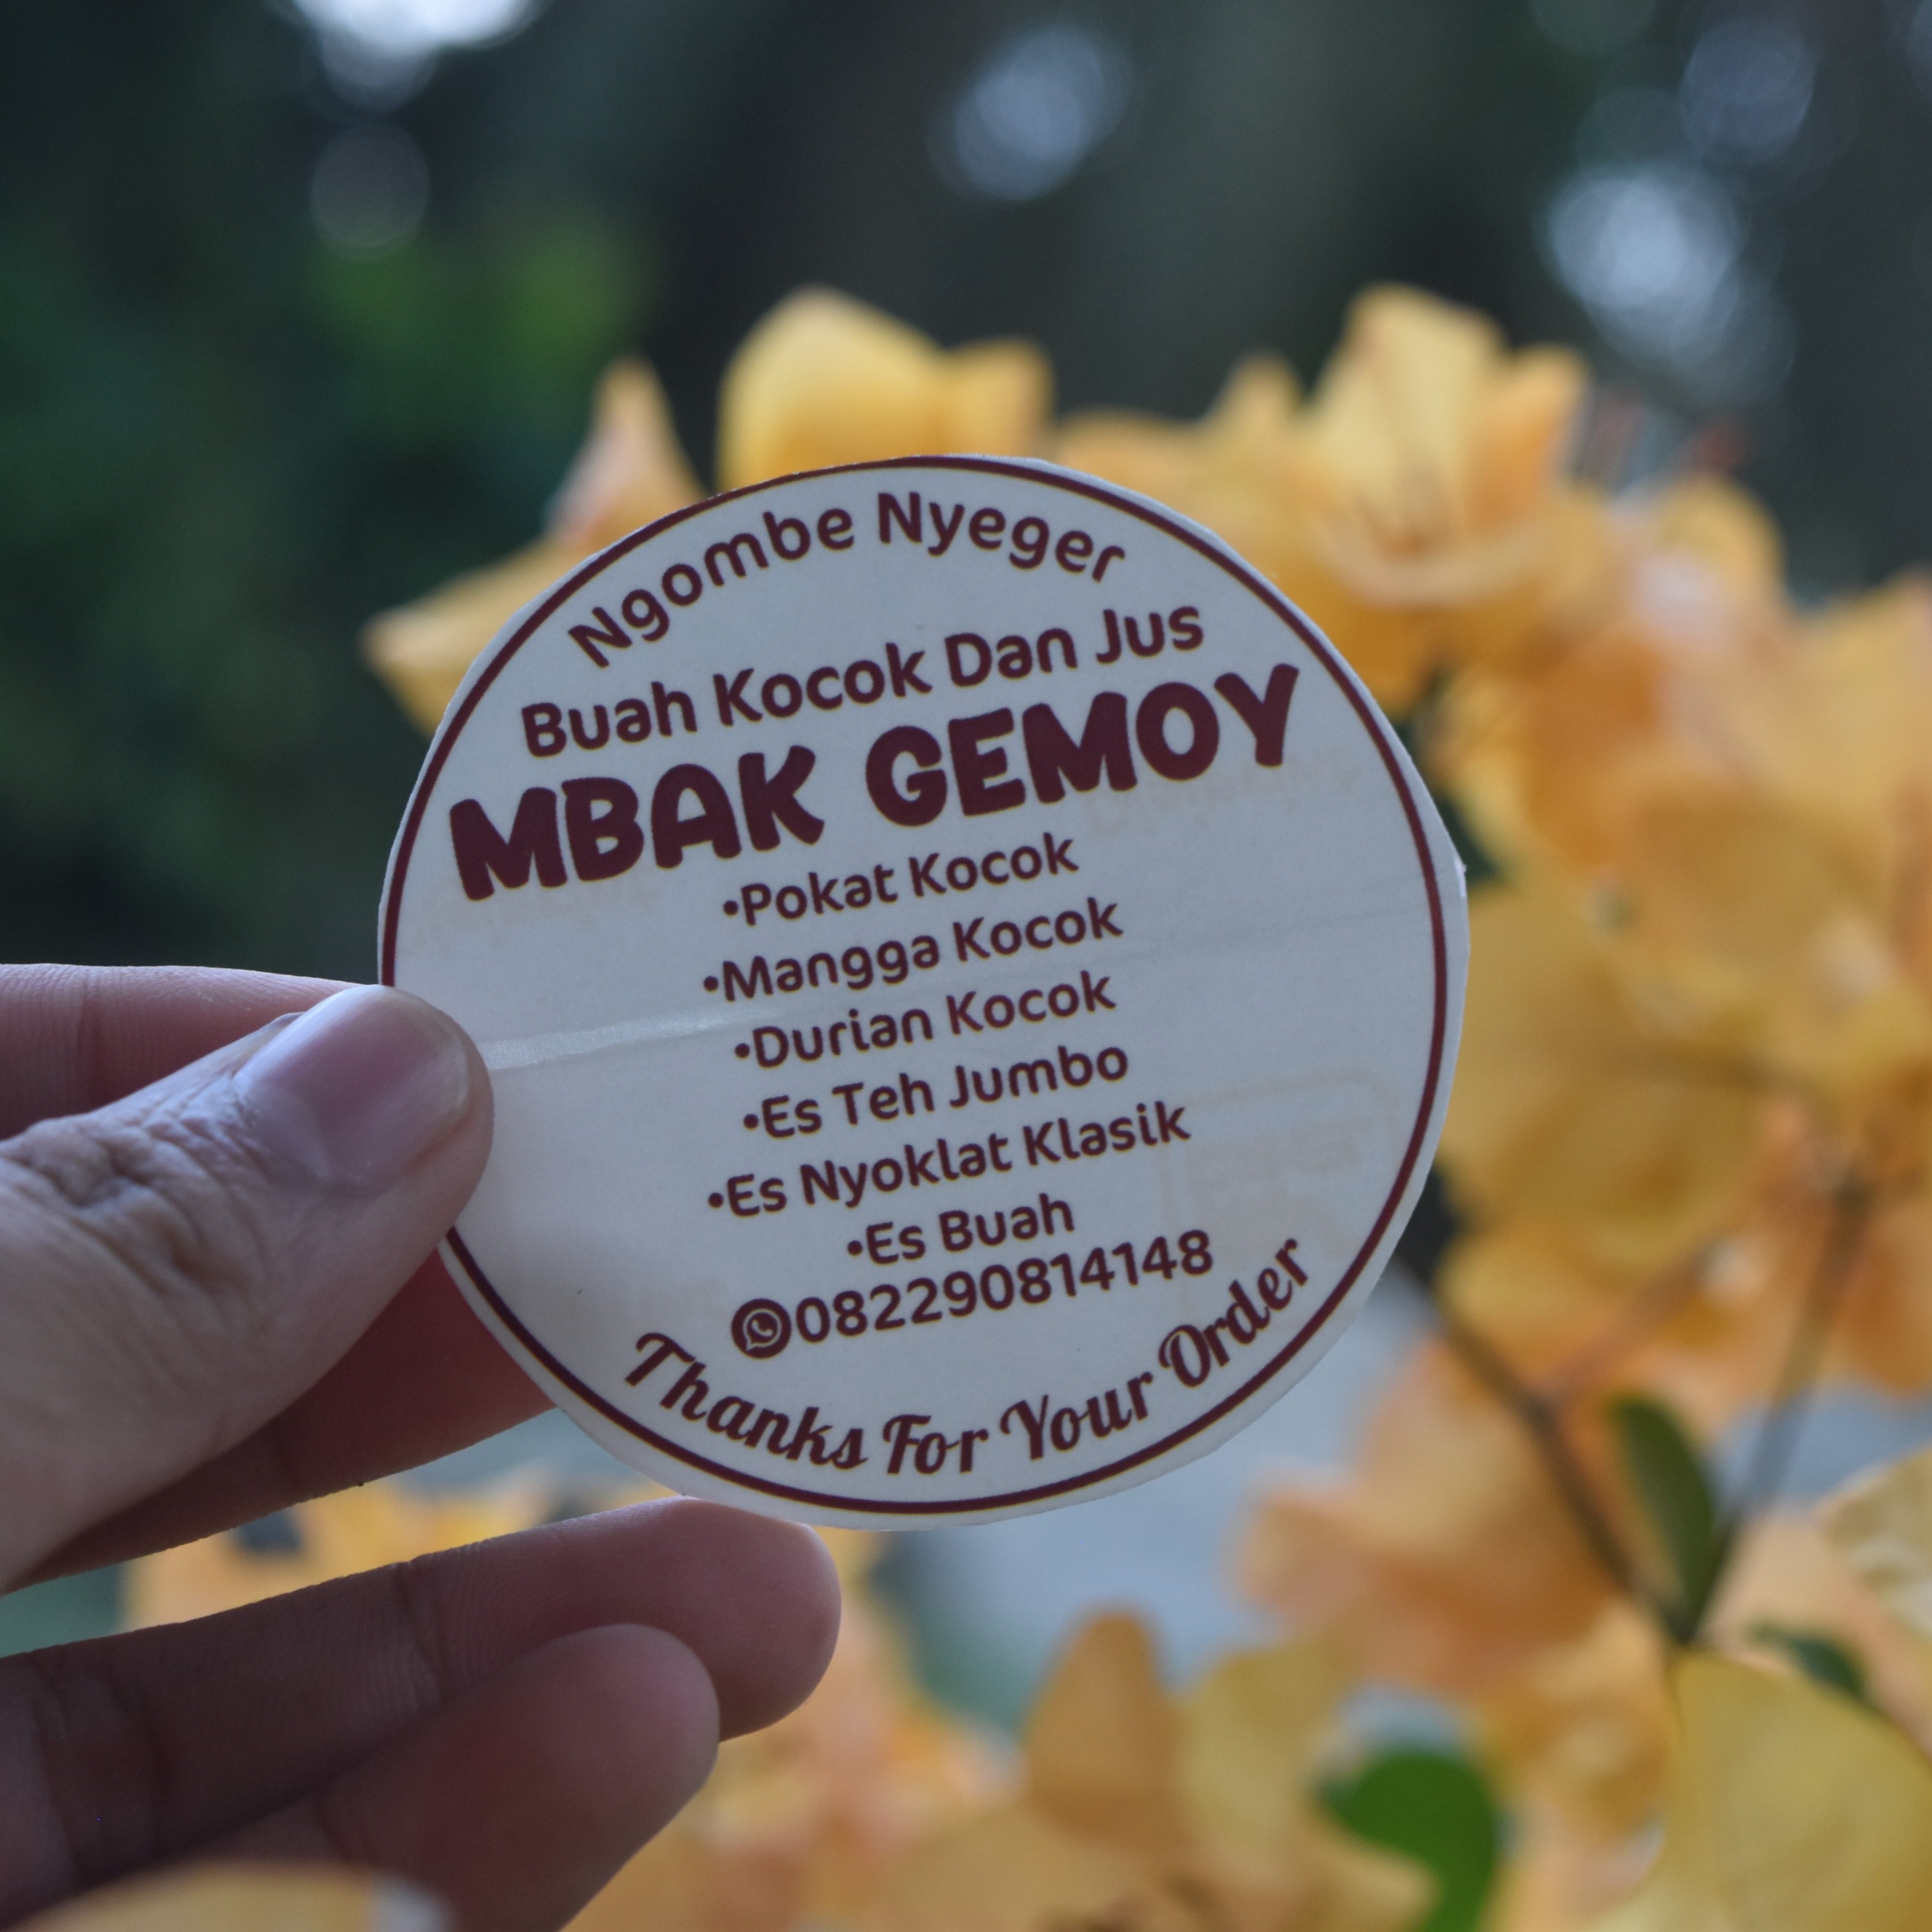 Ngombe Nyeger
Buah Kocok Dan Jus
MBAK GEMOY
•Pokat Kocok
•Mangga Kocok
•Durian Kocok
•Es Teh Jumbo
•Es Nyoklat Klasik
•Es Buah
082290814148
Thanks For Your Order